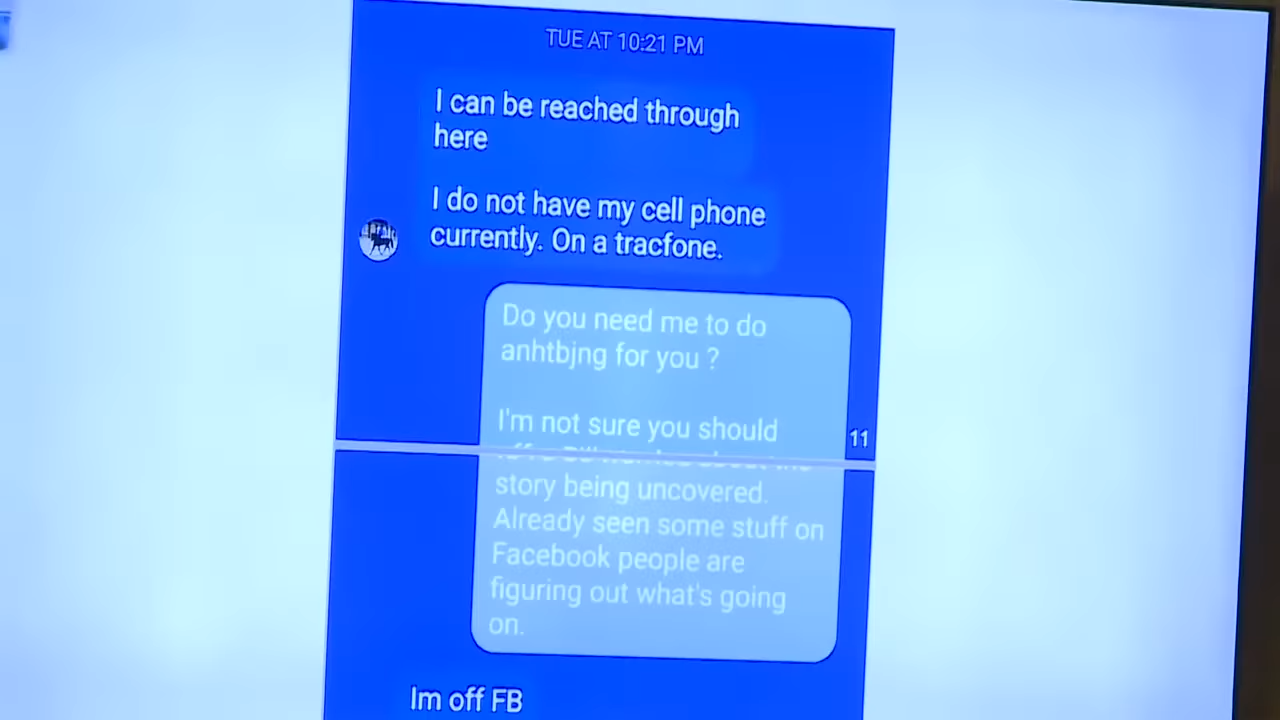 TUE AT 10:21 PM
I can be reached through
here
I do not have my cell phone
currently. On a tracfone.
Do you need me to do
anhtbjng for you ?
I'm not sure you should
11
story being uncovered.
Already seen some stuff on
Facebook people are
figuring out what's going
on.
Im off FB